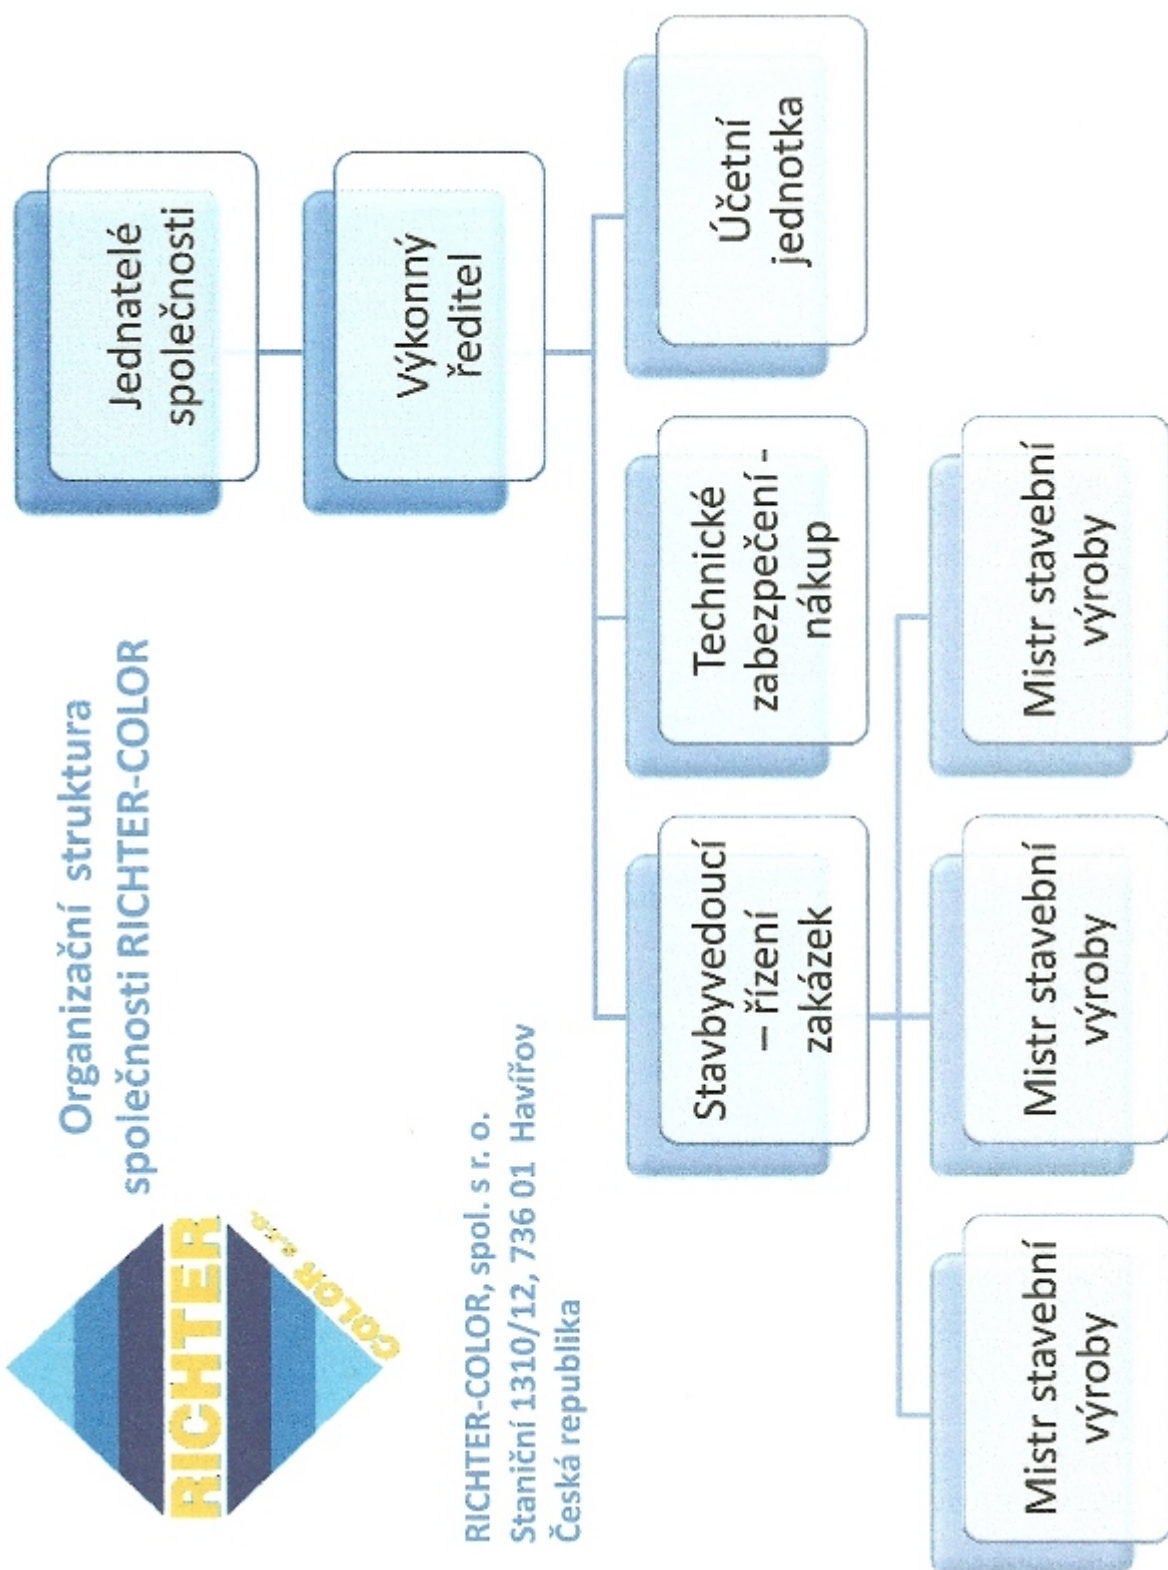 RICHTER
COLOR s.r.o.
Organizační struktura
společnosti RICHTER-COLOR
RICHTER-COLOR, spol. s r. o.
Staniční 1310/12, 736 01 Havířov
Česká republika
Jednatelé
společnosti
Výkonný
ředitel
Stavbyvedoucí
– řízení
zakázek
Technické
zabezpečení -
nákup
Účetní
jednotka
Mistr stavební
výroby
Mistr stavební
výroby
Mistr stavební
výroby